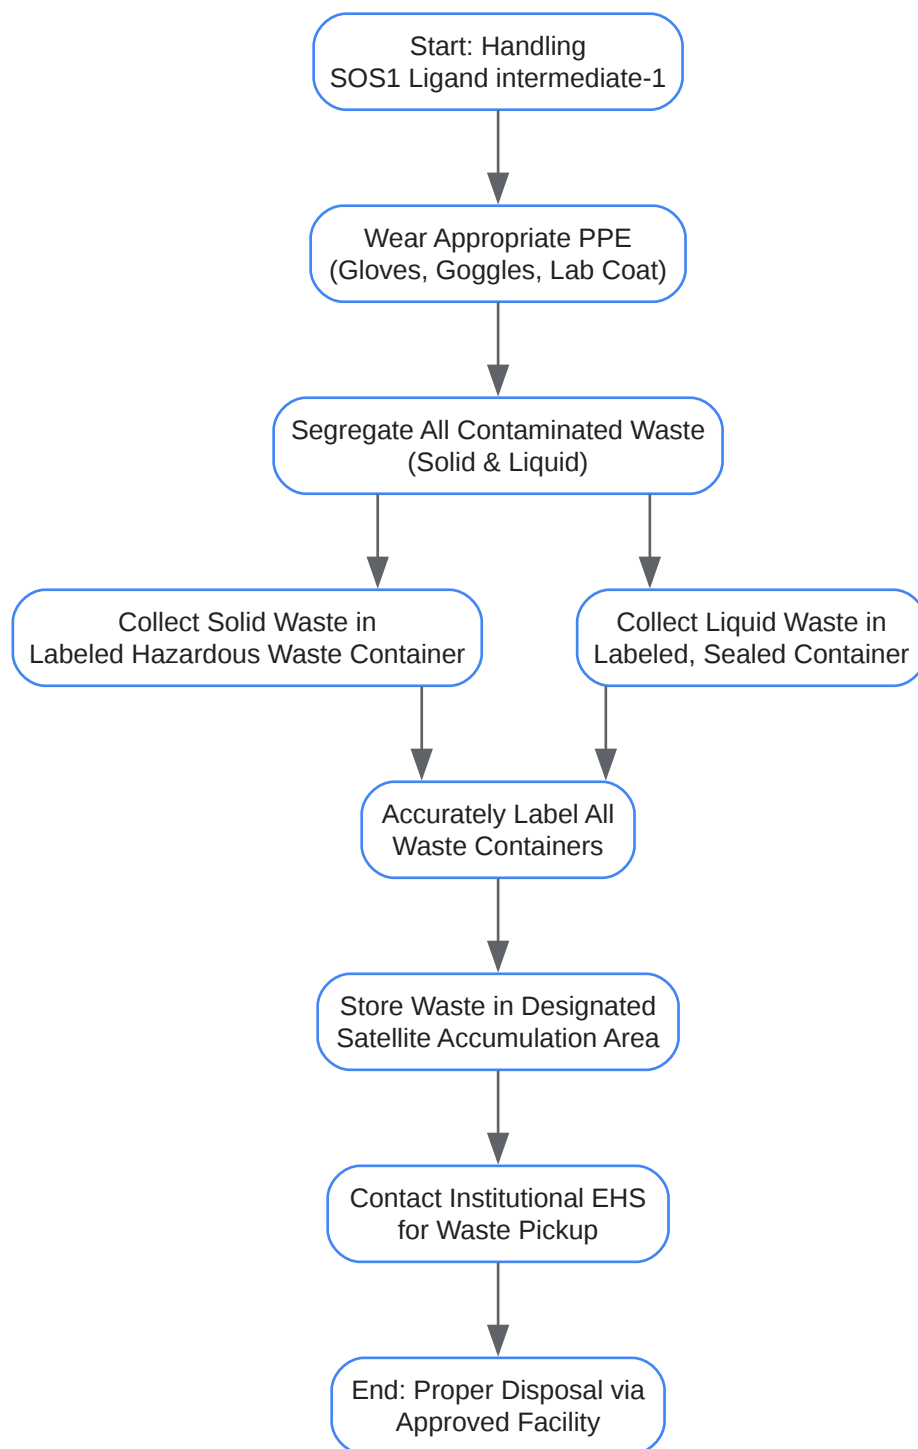 Start: Handling
SOS1 Ligand intermediate-1
Wear Appropriate PPE
(Gloves, Goggles, Lab Coat)
Segregate All Contaminated Waste
(Solid & Liquid)
Collect Solid Waste in
Labeled Hazardous Waste Container
Collect Liquid Waste in
Labeled, Sealed Container
Accurately Label All
Waste Containers
Store Waste in Designated
Satellite Accumulation Area
Contact Institutional EHS
for Waste Pickup
End: Proper Disposal via
Approved Facility